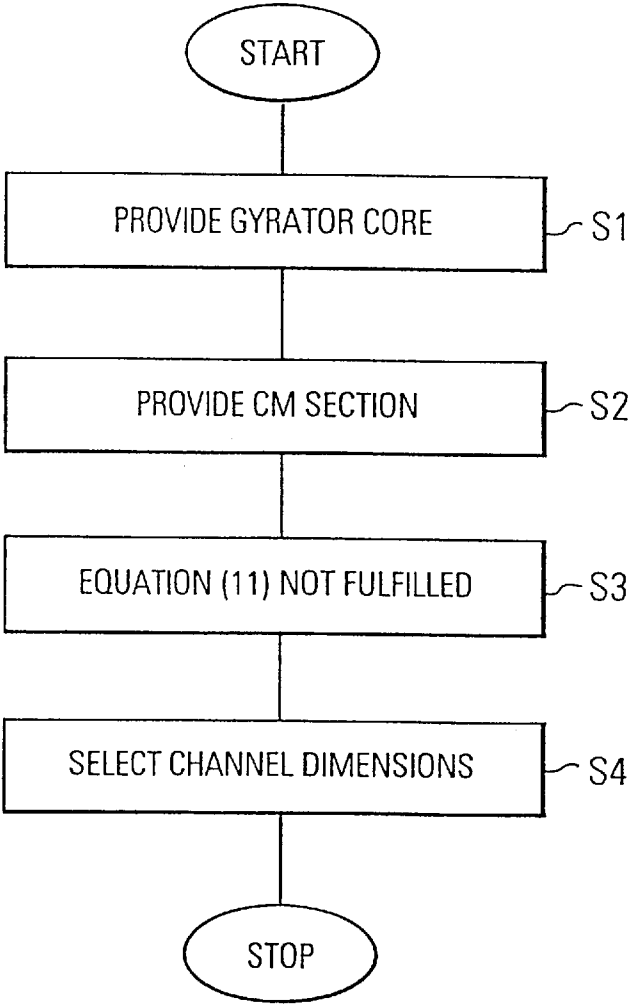 START
PROVIDE GYRATOR CORE
S1
PROVIDE CM SECTION
S2
EQUATION (11) NOT FULFILLED
S3
SELECT CHANNEL DIMENSIONS
S4
STOP